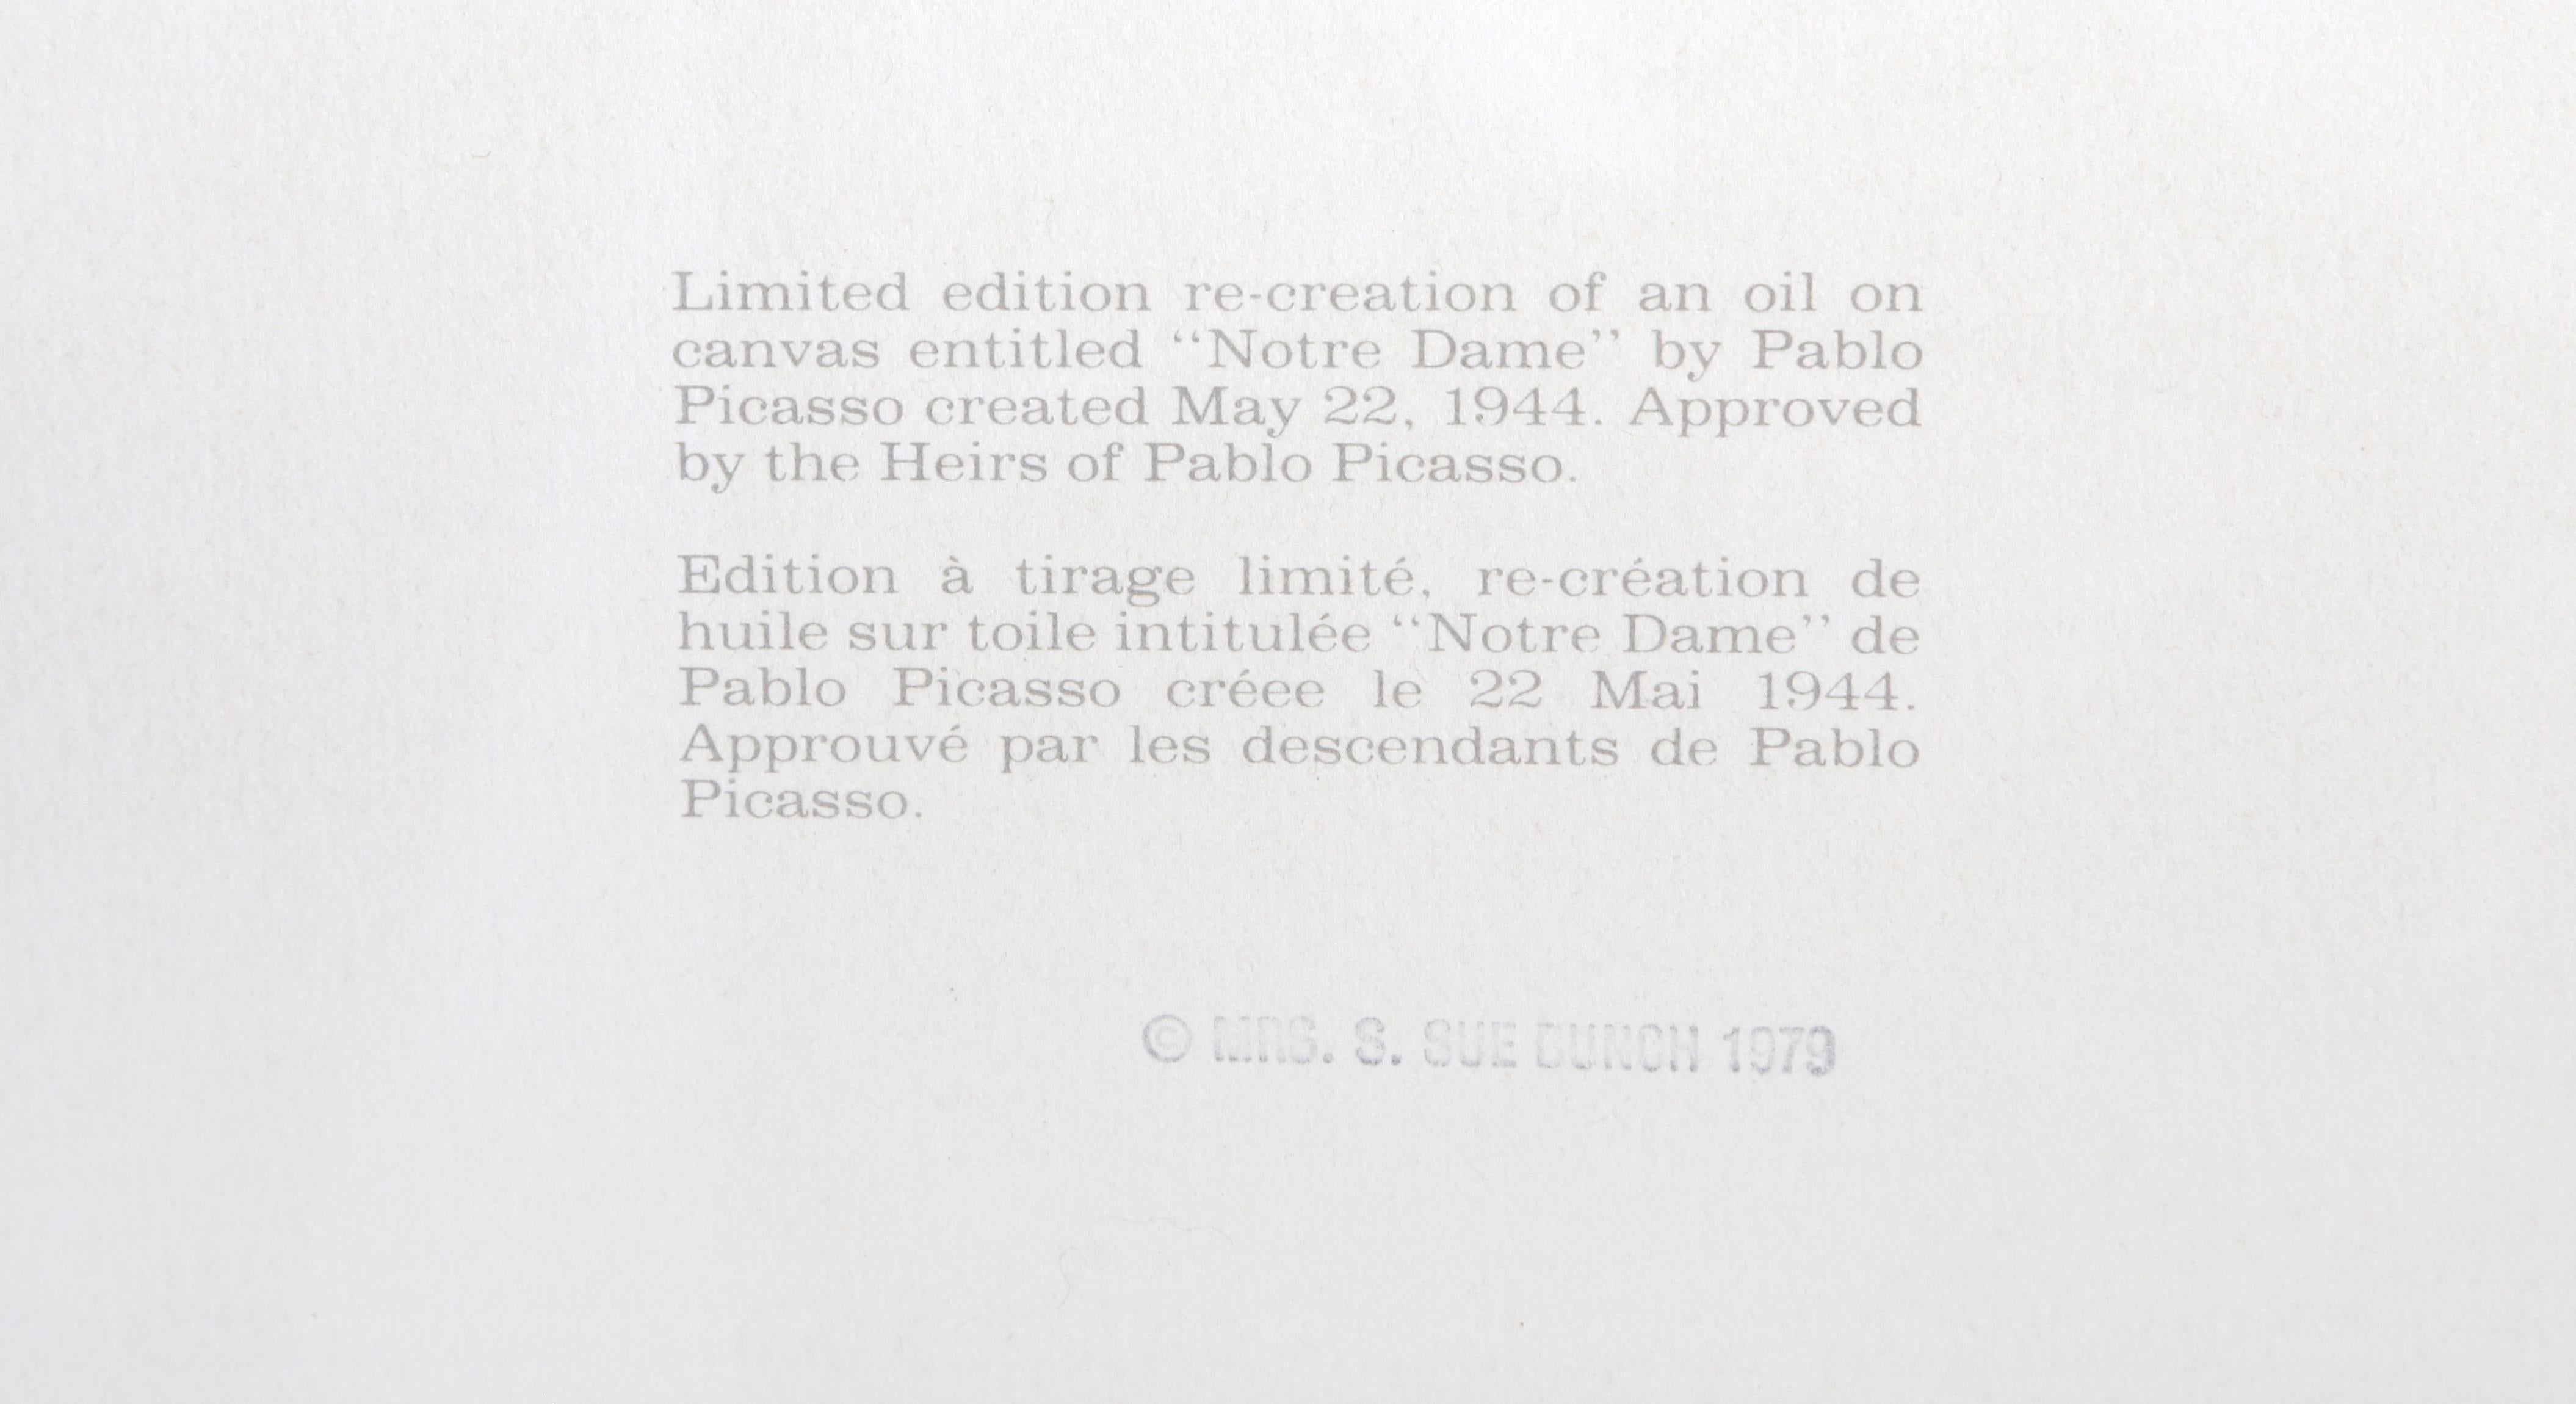 Limited edition re-creation of an oil on
canvas entitled “Notre Dame” by Pablo
Picasso created May 22, 1944. Approved
by the Heirs of Pablo Picasso.
Edition à tirage limité, re-création de
huile sur toile intitulée “Notre Dame” de
Pablo Picasso créee le 22 Mai 1944.
Approuvé par les descendants de Pablo
Picasso.
© MRS. S. SUE BUNCH 1979